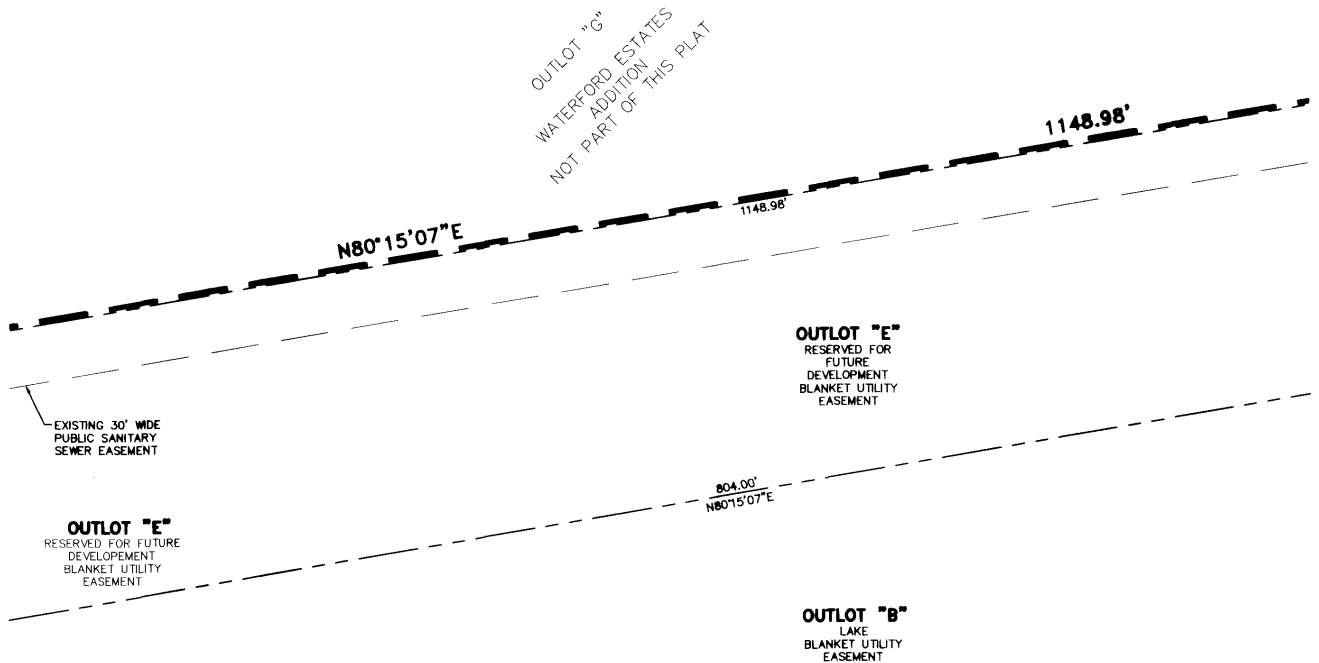 OUTLOT "G"
WATERFORD ESTATES
ADDITION
NOT PART OF THIS PLAT
1148.98'
N80°15'07"E
1148.98'
OUTLOT "E"
RESERVED FOR
FUTURE
DEVELOPMENT
BLANKET UTILITY
EASEMENT
EXISTING 30' WIDE
PUBLIC SANITARY
SEWER EASEMENT
804.00'
N80°15'07"E
OUTLOT "E"
RESERVED FOR FUTURE
DEVELOPEMENT
BLANKET UTILITY
EASEMENT
OUTLOT "B"
LAKE
BLANKET UTILITY
EASEMENT